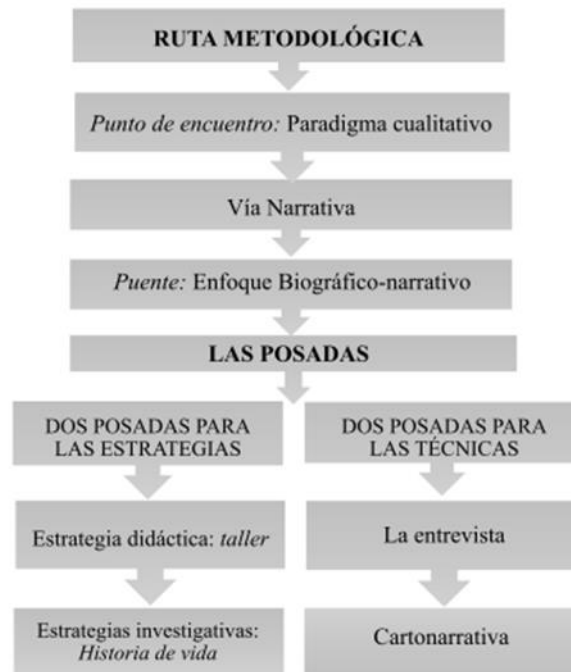 RUTA METODOLÓGICA
Punto de encuentro: Paradigma cualitativo
Vía Narrativa
Puente: Enfoque Biográfico-narrativo
LAS POSADAS
DOS POSADAS PARA
LAS ESTRATEGIAS
DOS POSADAS PARA
LAS TÉCNICAS
Estrategia didáctica: taller
La entrevista
Estrategias investigativas:
Historia de vida
Cartonarrativa